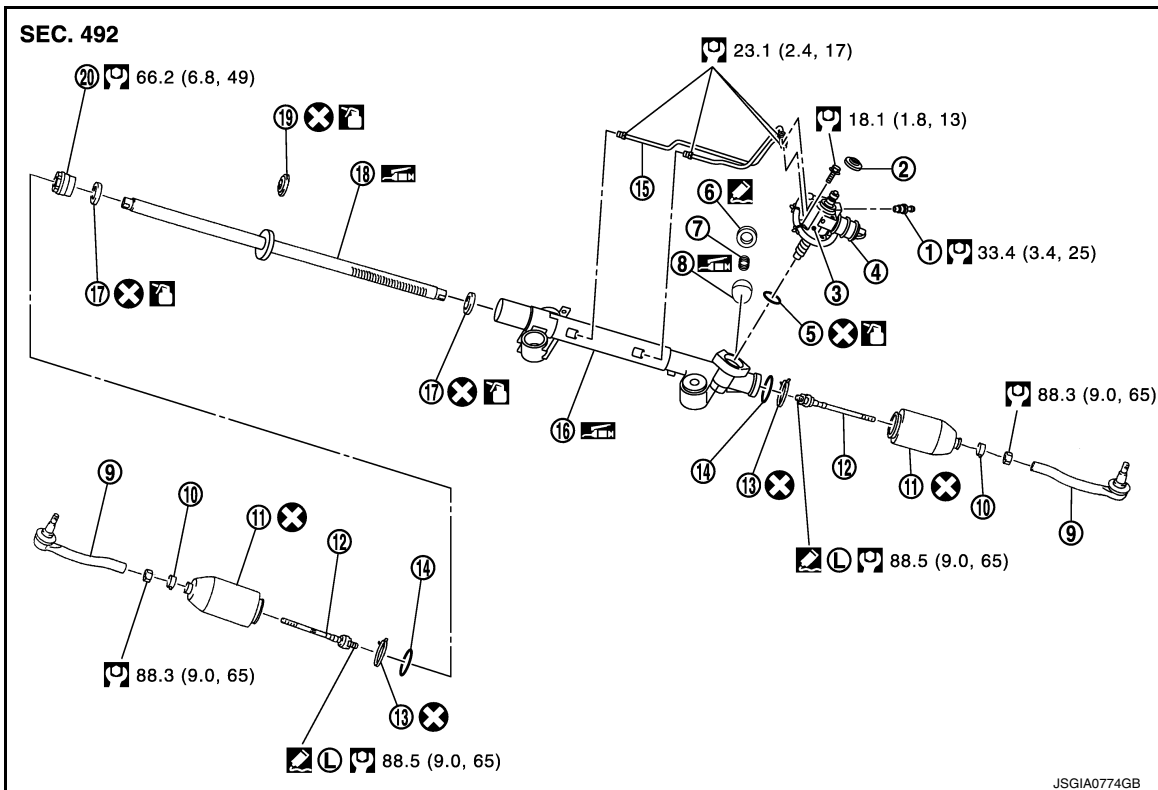 SEC. 492
23.1 (2.4, 17)
20 66.2 (6.8, 49)
19
18.1 (1.8, 13)
18
2
15
6
7
1 33.4 (3.4, 25)
4
8
3
17
5
17
88.3 (9.0, 65)
16
12
14
13
11
10
9
9
10
11
12
L 88.5 (9.0, 65)
14
88.3 (9.0, 65)
13
L 88.5 (9.0, 65)
JSGIA0774GB